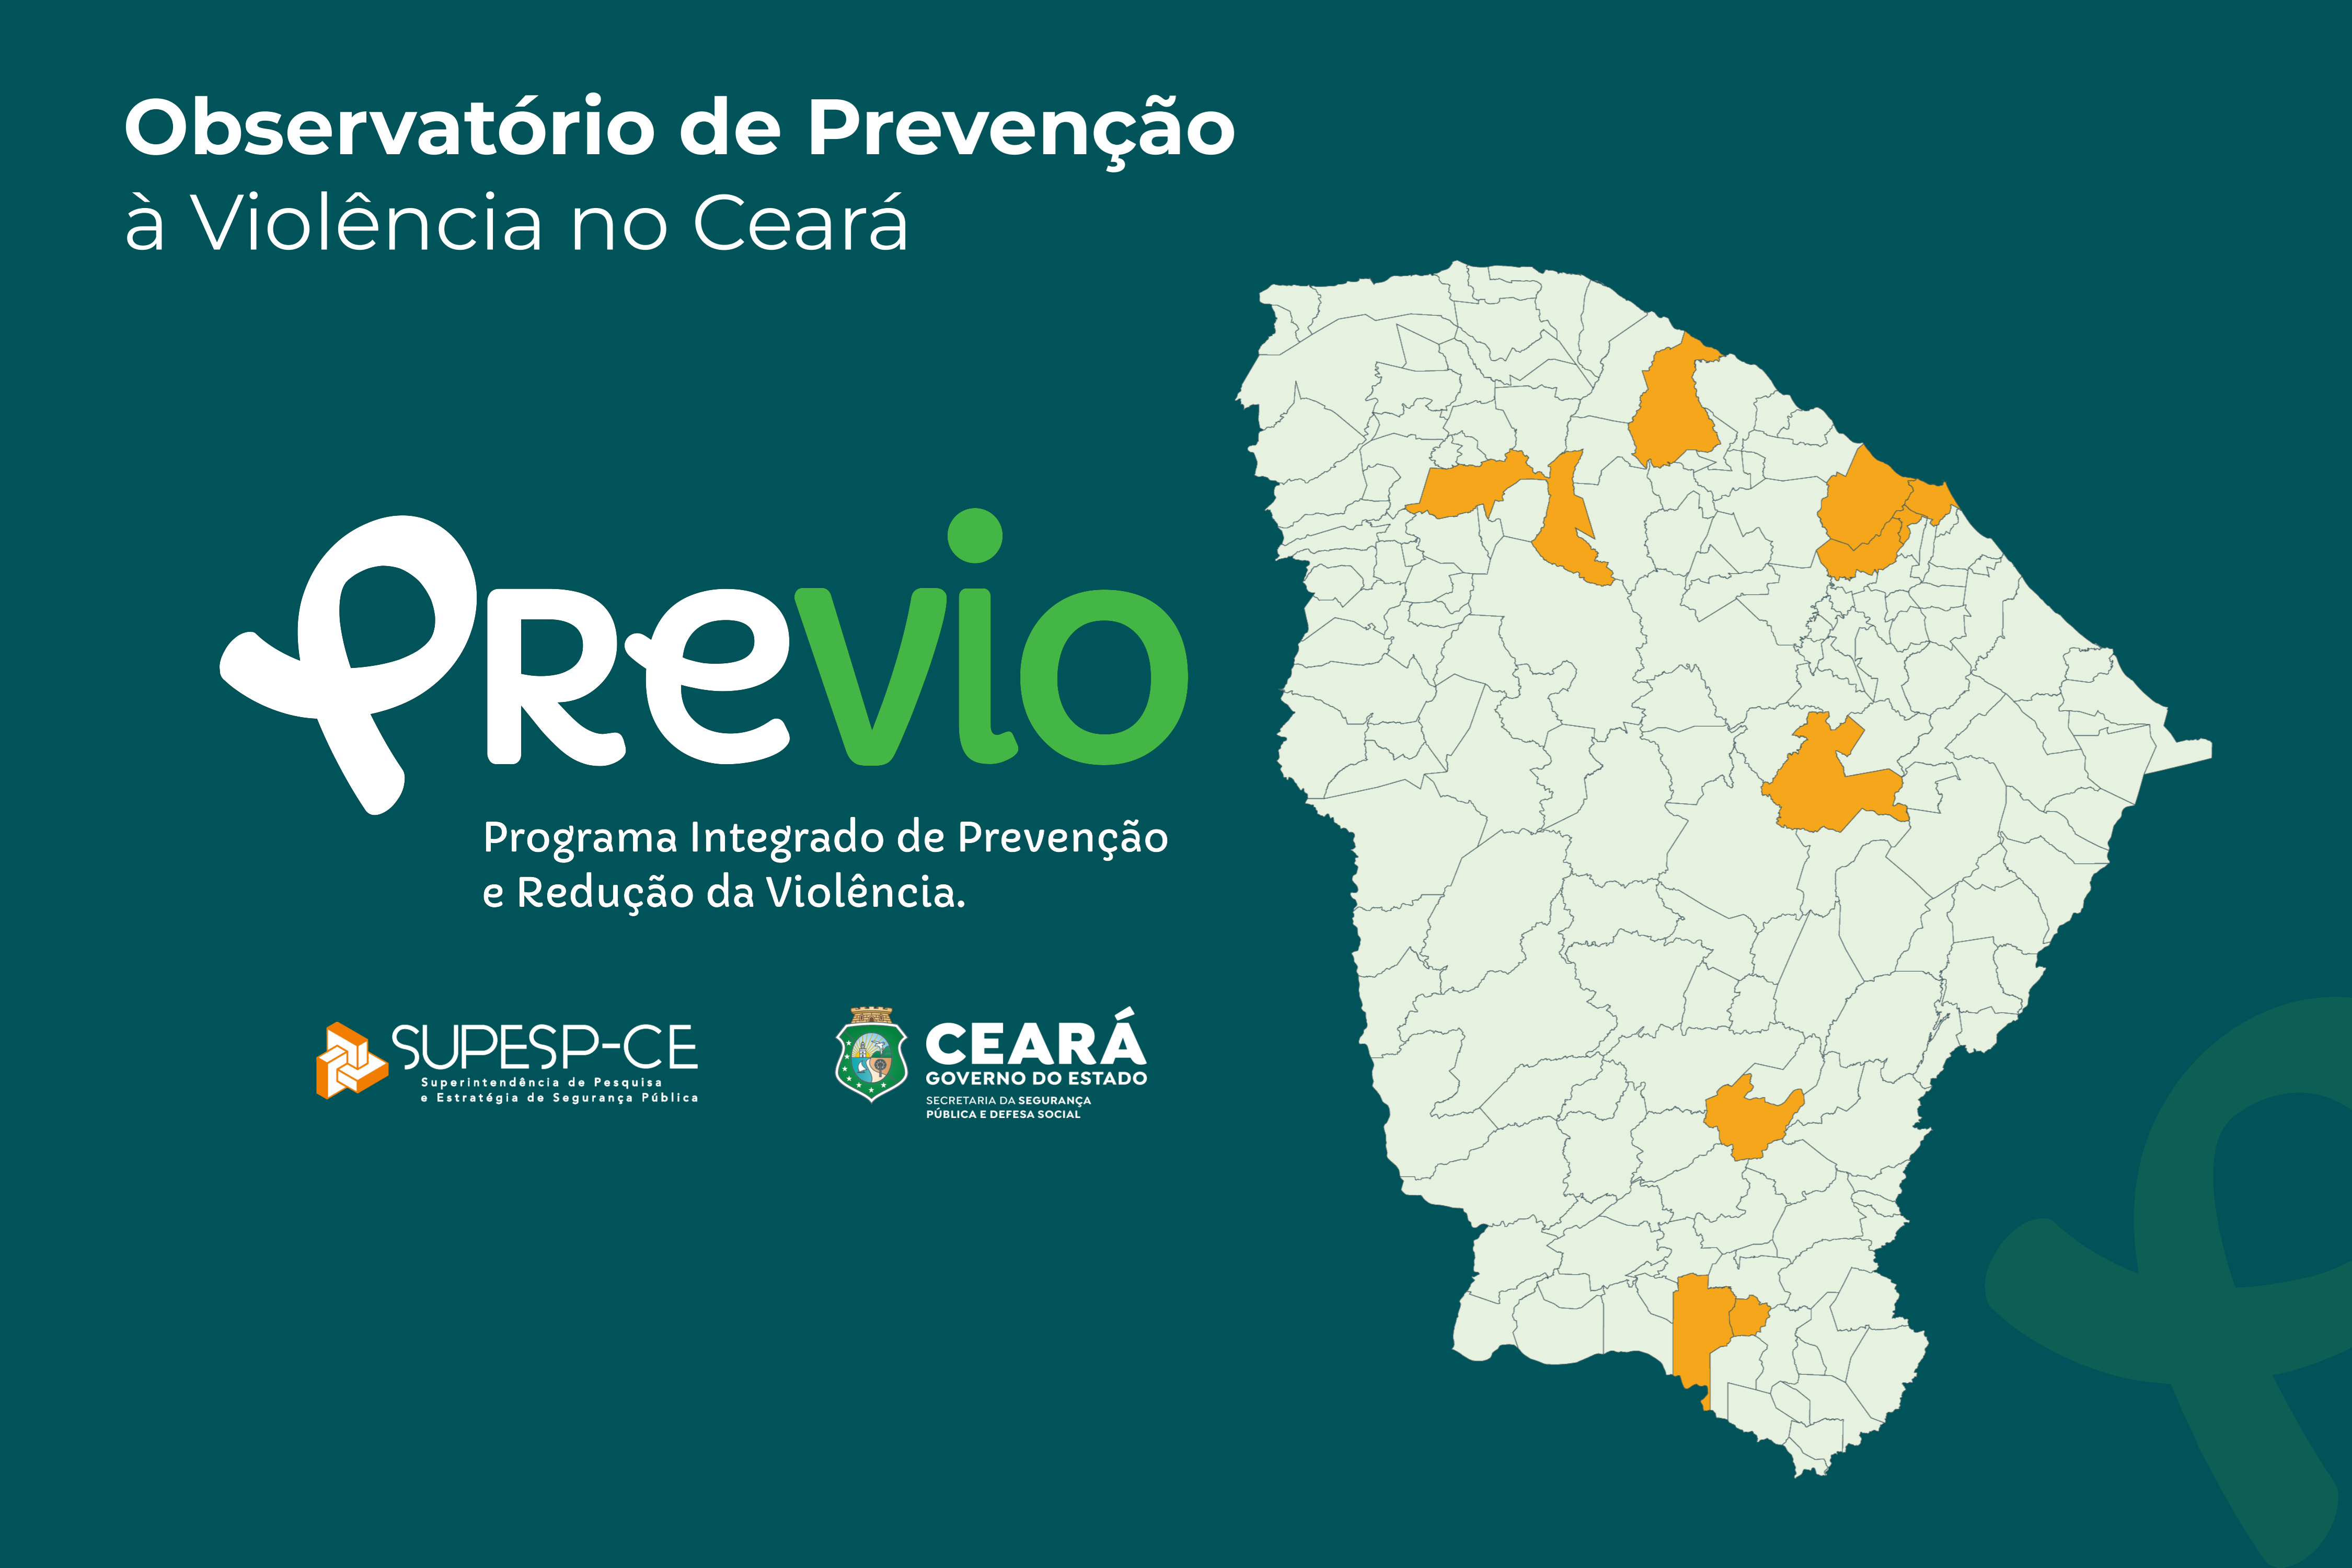 Observatório de Prevenção
à Violência no Ceará
PReVio
Programa Integrado de Prevenção
e Redução da Violência.
SUPESP-CE
Superintendência de Pesquisa
e Estratégia de Segurança Pública
CEARÁ
GOVERNO DO ESTADO
SECRETARIA DA SEGURANÇA
PÚBLICA E DEFESA SOCIAL